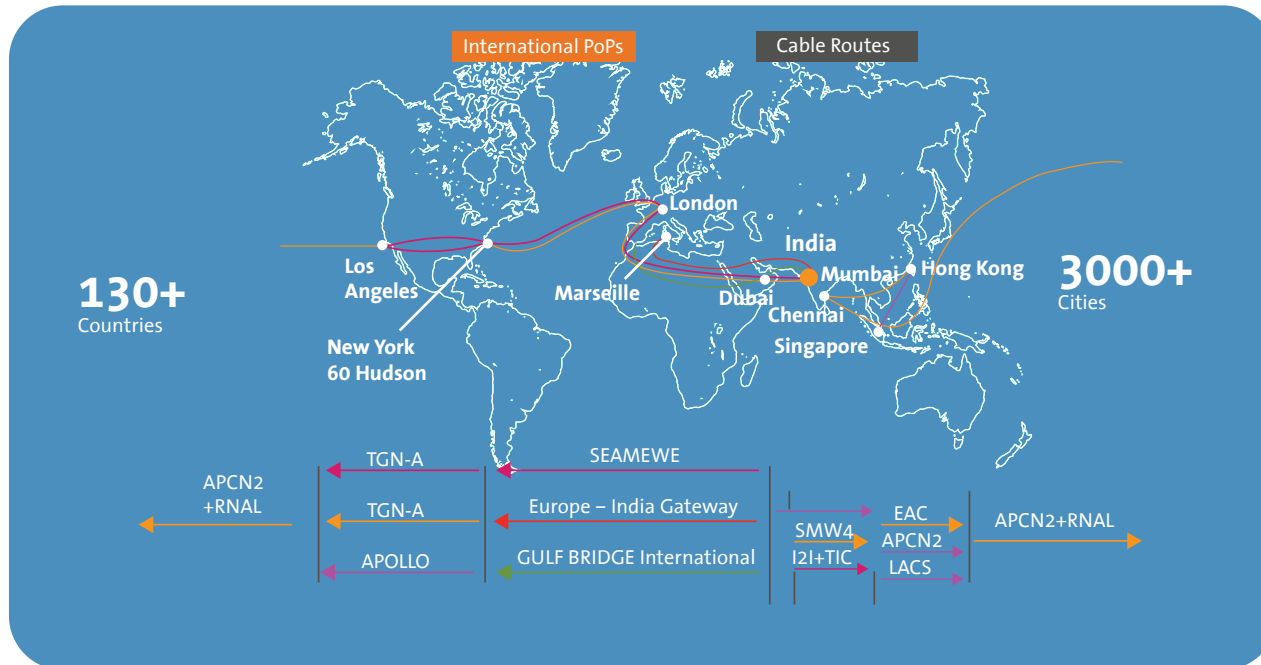 International PoPs
Cable Routes
London
India
Mumbai
Hong Kong
Los
Angeles
Marseille
Dubai
Chennai
Singapore
New York
60 Hudson
130+
Countries
3000+
Cities
TGN-A
SEAMEWE
APCN2
+RNAL
TGN-A
Europe – India Gateway
SMW4
EAC
APCN2+RNAL
APCN2
APOLLO
GULF BRIDGE International
I2I+TIC
LACS